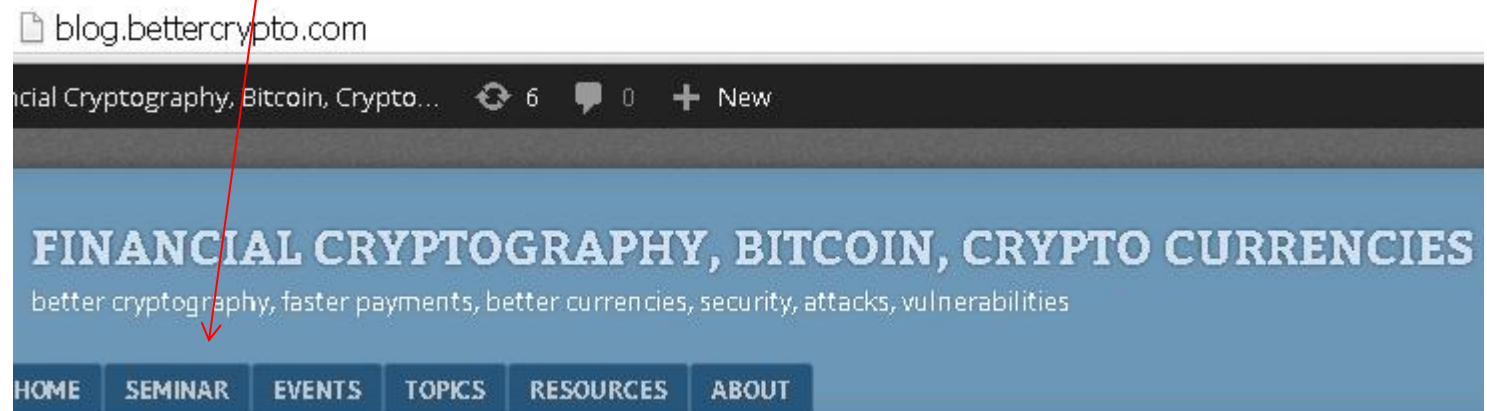 blog.bettercrypto.com
ncial Cryptography, Bitcoin, Crypto... 6 0 + New
FINANCIAL CRYPTOGRAPHY, BITCOIN, CRYPTO CURRENCIES
better cryptography, faster payments, better currencies, security, attacks, vulnerabilities
HOME SEMINAR EVENTS TOPICS RESOURCES ABOUT